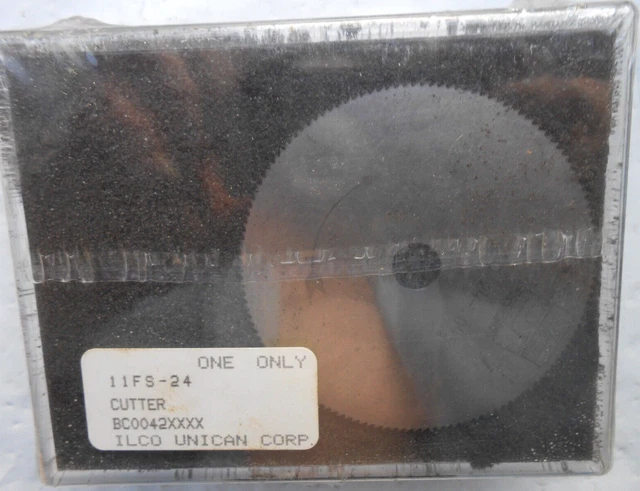 ONE ONLY
11FS-24
CUTTER
BC0042XXXX
ILCO UNICAN CORP.